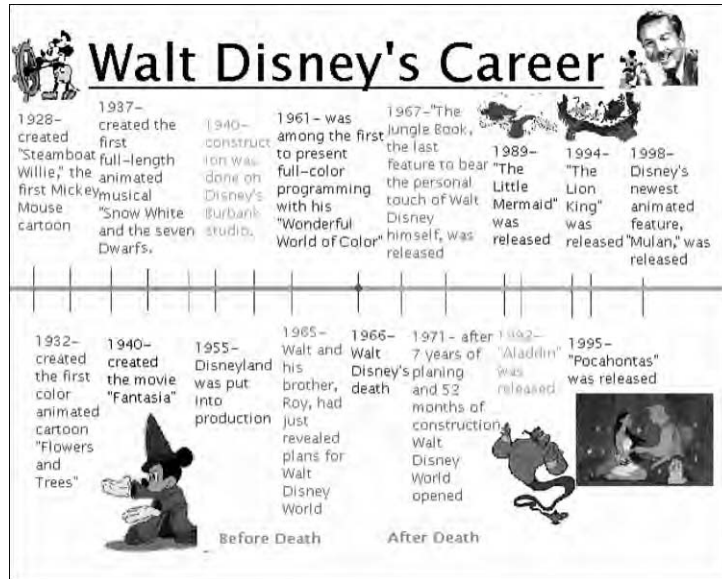 Walt Disney's Career
1928-
created
"Steamboat
Willie," the
first Mickey
Mouse
cartoon
1937-
created the
first
full-length
animated
musical
"Snow White
and the seven
Dwarfs.
1940-
construct
ion was
done on
Disney's
Burbank
studio.
1961- was
among the first
to present
full-color
programming
with his
"Wonderful
World of Color"
1967-"The
Jungle Book,
the last
feature to bear
the personal
touch of Walt
Disney
himself, was
released
1989-
"The
Little
Mermaid"
was
released
1994-
"The
Lion
King"
was
released
1998-
Disney's
newest
animated
feature,
"Mulan," was
released
1932-
created
the first
color
animated
cartoon
"Flowers
and
Trees"
1940-
created
the movie
"Fantasia"
1955-
Disneyland
was put
into
production
1965-
Walt and
his
brother,
Roy, had
just
revealed
plans for
Walt
Disney
World
1966-
Walt
Disney's
death
1971- after
7 years of
planing
and 52
months of
construction
Walt
Disney
World
opened
1992-
"Aladdin"
was
released
1995-
"Pocahontas"
was released
Before Death
After Death